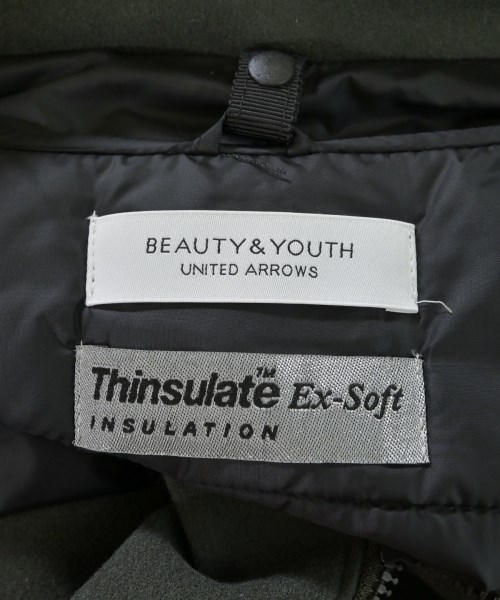 BEAUTY&YOUTH
UNITED ARROWS
Thinsulate™ Ex-Soft
INSULATION